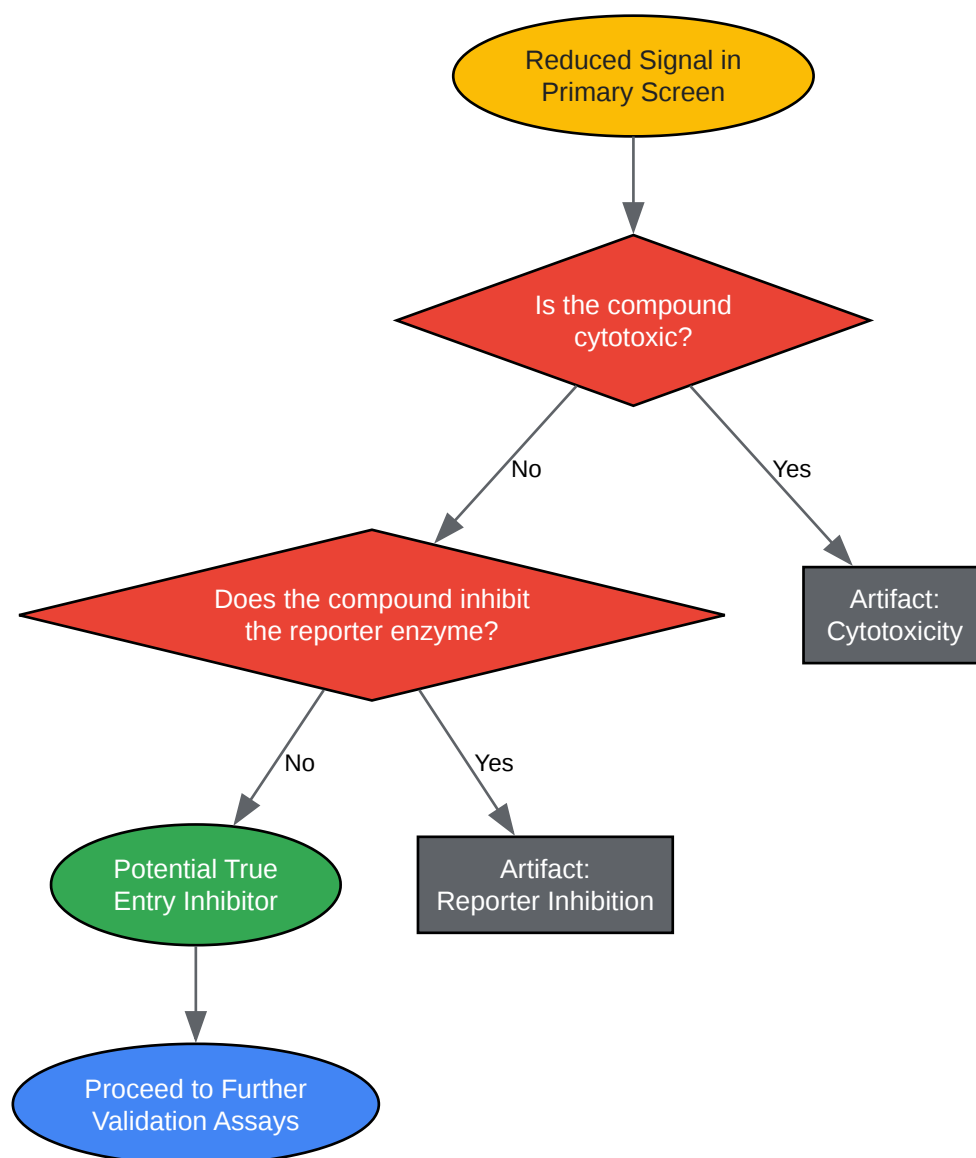 Reduced Signal in
Primary Screen
Is the compound
cytotoxic?
No
Yes
Does the compound inhibit
the reporter enzyme?
Artifact:
Cytotoxicity
No
Yes
Potential True
Entry Inhibitor
Artifact:
Reporter Inhibition
Proceed to Further
Validation Assays